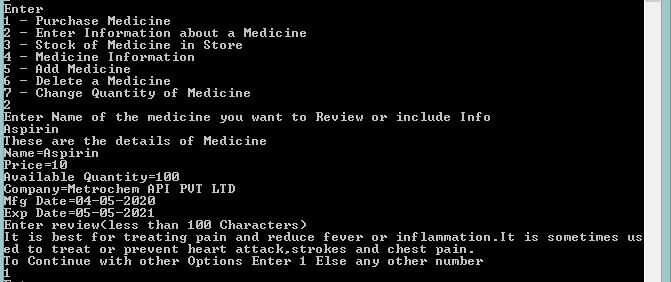 Enter
1 - Purchase Medicine
2 - Enter Information about a Medicine
3 - Stock of Medicine in Store
4 - Medicine Information
5 - Add Medicine
6 - Delete a Medicine
7 - Change Quantity of Medicine
2
Enter Name of the medicine you want to Review or include Info
Aspirin
These are the details of Medicine
Name=Aspirin
Price=10
Available Quantity=100
Company=Metrochem API PVT LTD
Mfg Date=04-05-2020
Exp Date=05-05-2021
Enter review(less than 100 Characters)
It is best for treating pain and reduce fever or inflammation.It is sometimes us
ed to treat or prevent heart attack,strokes and chest pain.
To Continue with other Options Enter 1 Else any other number
1